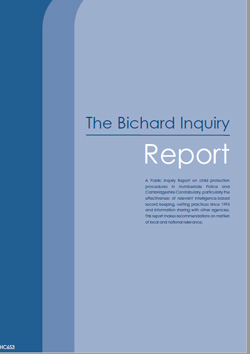 The Bichard Inquiry
Report
A Public Inquiry Report on child protection
procedures in Humberside Police and
Cambridgeshire Constabulary, particularly the
effectiveness of relevant intelligence-based
record keeping, vetting practices since 1995
and information sharing with other agencies.
This report makes recommendations on matters
of local and national relevance.
HC653